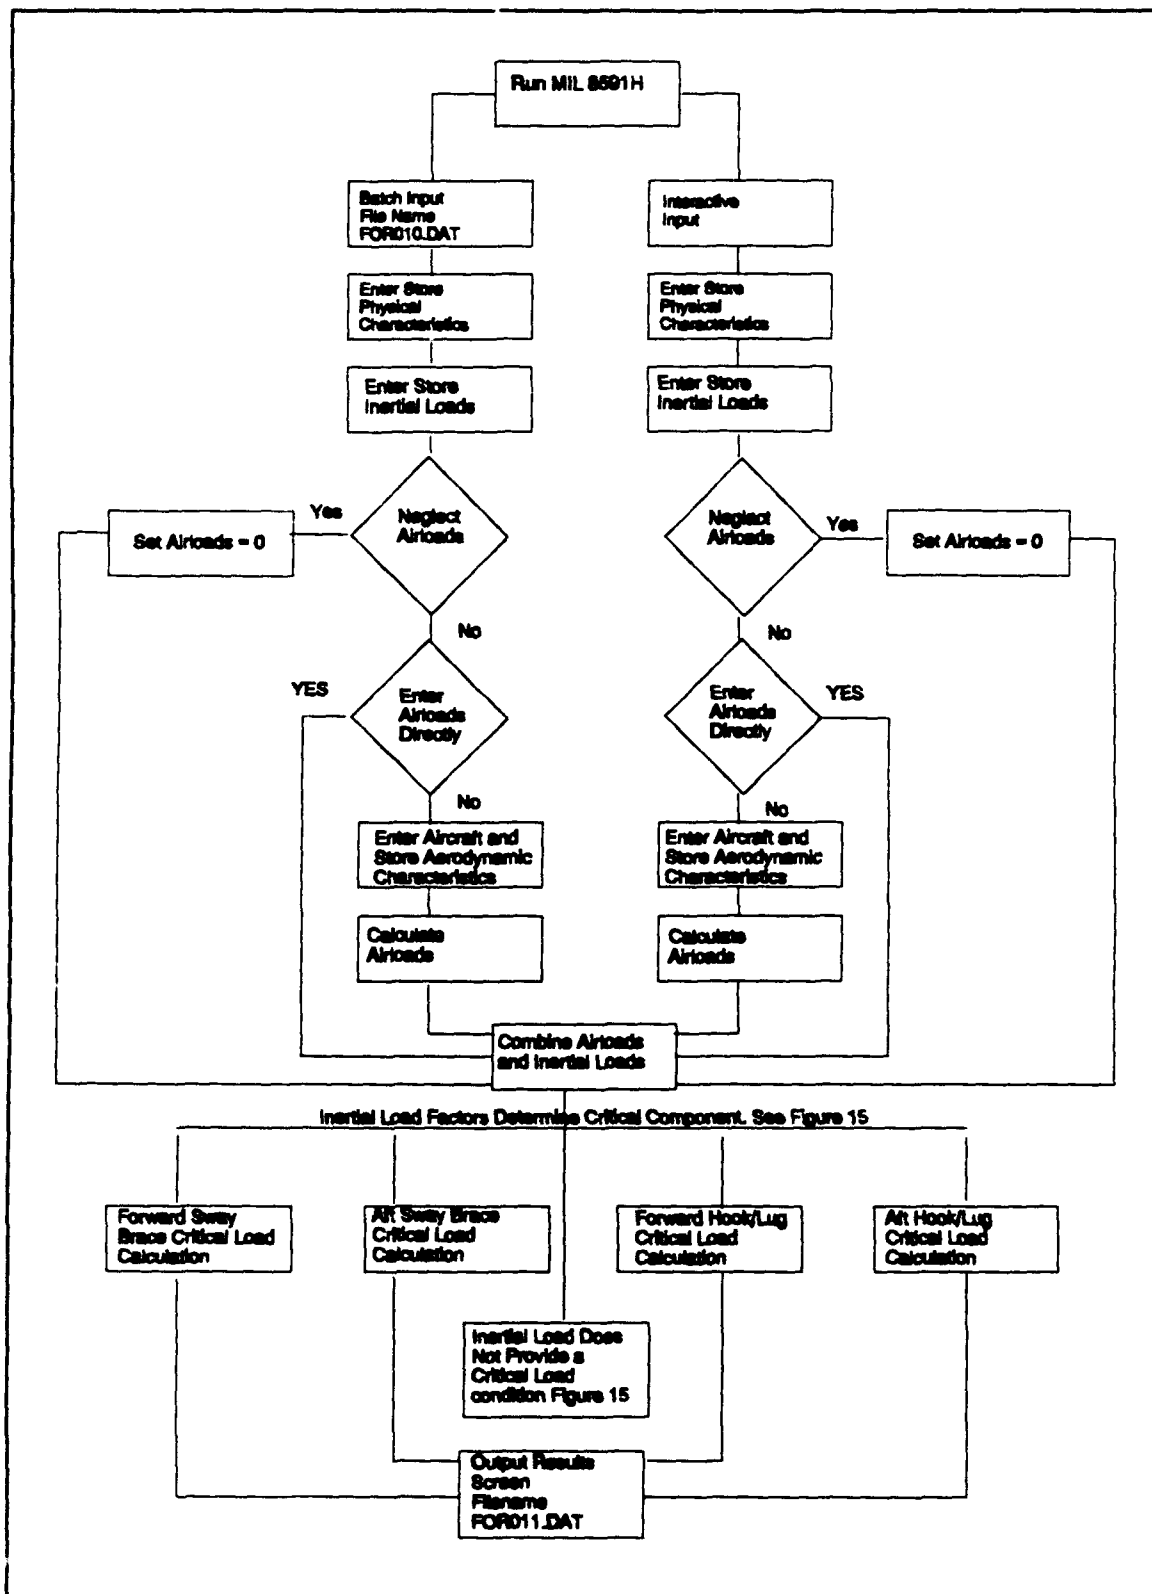 Run MIL 8591H
Batch Input
File Name
FOR010.DAT
Interactive
Input
Enter Store
Physical
Characteristics
Enter Store
Physical
Characteristics
Enter Store
Inertial Loads
Enter Store
Inertial Loads
Set Airloads = 0
Yes
Neglect
Airloads
Neglect
Airloads
Yes
Set Airloads = 0
No
No
YES
Enter
Airloads
Directly
Enter
Airloads
Directly
YES
No
No
Enter Aircraft and
Store Aerodynamic
Characteristics
Enter Aircraft and
Store Aerodynamic
Characteristics
Calculate
Airloads
Calculate
Airloads
Combine Airloads
and Inertial Loads
Inertial Load Factors Determine Critical Component. See Figure 15
Forward Sway
Brace Critical Load
Calculation
Aft Sway Brace
Critical Load
Calculation
Forward Hook/Lug
Critical Load
Calculation
Aft Hook/Lug
Critical Load
Calculation
Inertial Load Does
Not Provide a
Critical Load
condition Figure 15
Output Results
Screen
Filename
FOR011.DAT